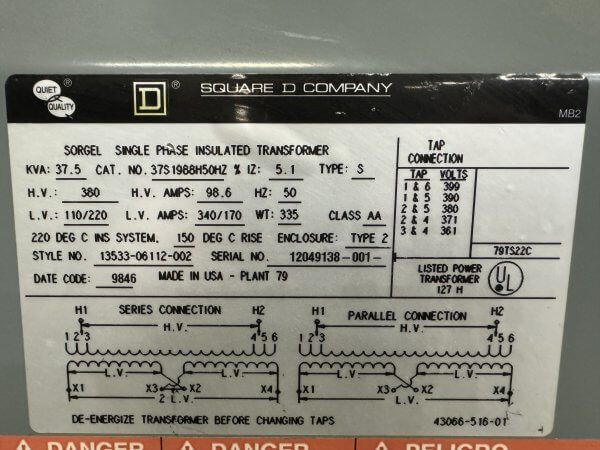 QUIET
QUALITY
®
D
®
SQUARE D COMPANY
MB2
SORGEL SINGLE PHASE INSULATED TRANSFORMER
KVA: 37.5 CAT. NO. 37S1988H50HZ % IZ: 5.1 TYPE: S
H.V.: 380 H.V. AMPS: 98.6 HZ: 50
L.V.: 110/220 L.V. AMPS: 340/170 WT: 335 CLASS AA
220 DEG C INS SYSTEM, 150 DEG C RISE ENCLOSURE: TYPE 2
STYLE NO. 13533-06112-002 SERIAL NO. 12049138-001-
DATE CODE: 9846 MADE IN USA - PLANT 79
TAP
CONNECTION
TAP VOLTS
1 & 6 399
1 & 5 390
2 & 5 380
2 & 4 371
3 & 4 361
79TS22C
LISTED POWER
TRANSFORMER
127 H
UL
®
SERIES CONNECTION
H1 H2
H.V.
1 2 3 4 5 6
L.V. L.V.
X1 X3 X2 X4
2 L.V.
PARALLEL CONNECTION
H1 H2
H.V.
1 2 3 4 5 6
L.V. L.V.
X1 X3 X2 X4
DE-ENERGIZE TRANSFORMER BEFORE CHANGING TAPS
43066-516-01
DANGER DANGER PELIGRO